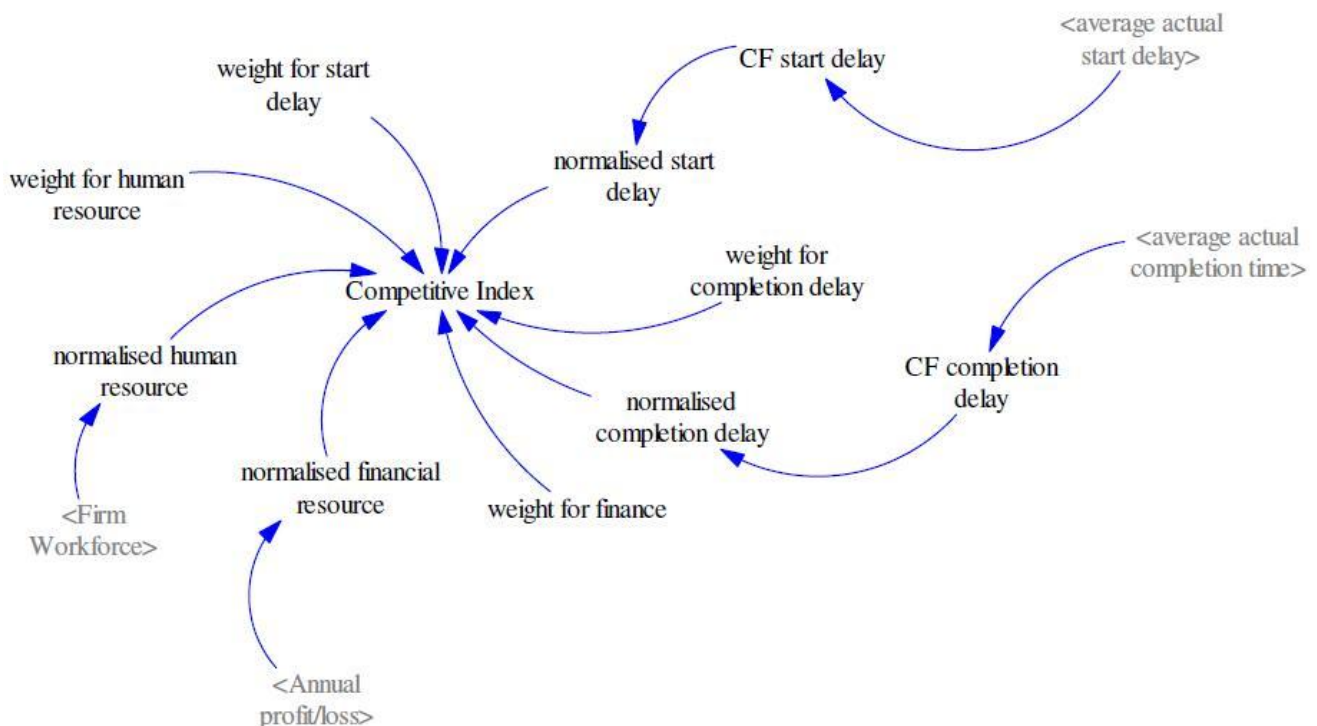 <average actual
start delay>
CF start delay
weight for start
delay
normalised start
delay
weight for human
resource
<average actual
completion time>
weight for
completion delay
Competitive Index
normalised human
resource
CF completion
delay
normalised
completion delay
normalised financial
resource
weight for finance
<Firm
Workforce>
<Annual
profit/loss>